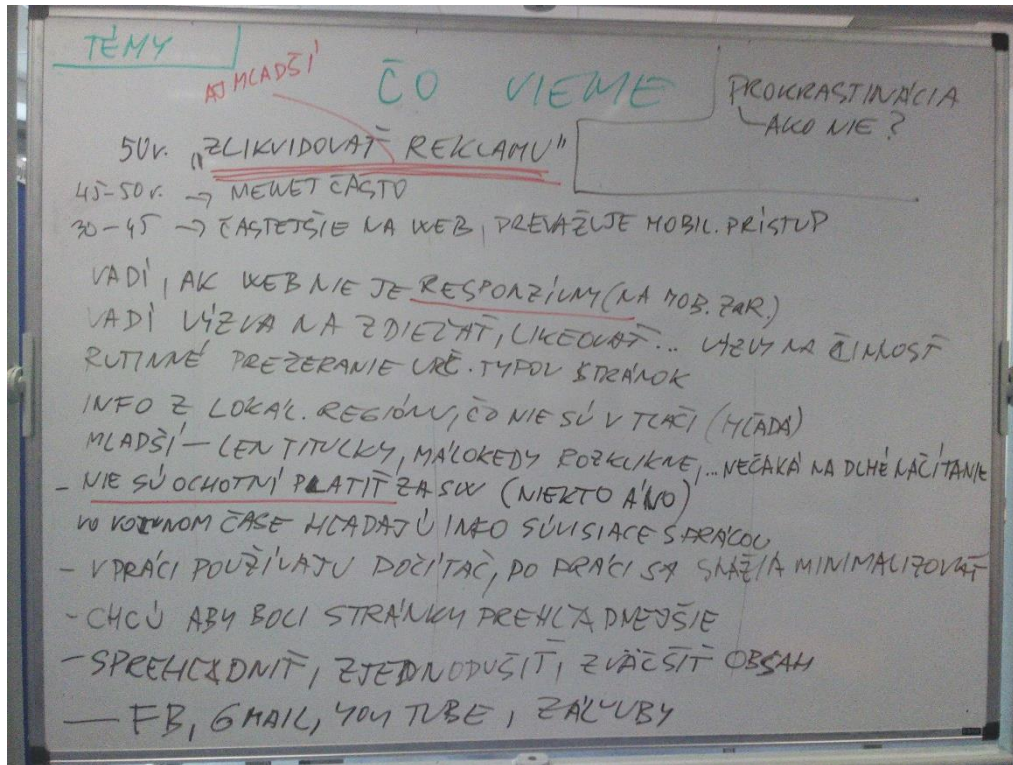 TÉMY
AJ MLADŠÍ
ČO VIEME
PROKRASTINÁCIA
AKO NIE?
50r. „ZLIKVIDOVAŤ REKLAMU"
45-50r. → MENEJ ČASTO
30-45 → ČASTEJŠIE NA WEB, PREVAŽUJE MOBIL. PRÍSTUP
VADÍ, AK WEB NIE JE RESPONZÍVNY (NA MOB. ZAR.)
VADÍ VÝZVA NA ZDIEĽAŤ, LIKEOVAŤ... VÝZVY NA ČINNOSŤ
RUTINNÉ PREZERANIE URČ. TYPOV STRÁNOK
INFO Z LOKÁL. REGIÓNU, ČO NIE SÚ V TLAČI (HĽADÁ)
MLADŠÍ – LEN TITULKY, MÁLOKEDY ROZKLIKNE, ... NEČAKÁ NA DLHÉ NAČÍTANIE
- NIE SÚ OCHOTNÍ PLATIŤ ZA SW (NIEKTO ÁNO)
VO VOĽNOM ČASE HĽADAJÚ INFO SÚVISIACE S PRÁCOU
- V PRÁCI POUŽÍVAJÚ POČÍTAČ, PO PRÁCI SA SNAŽIA MINIMALIZOVAŤ
- CHCÚ ABY BOLI STRÁNKY PREHĽADNEJŠIE
- SPREHĽADNIŤ, ZJEDNODUŠIŤ, ZVÄČŠIŤ OBSAH
— FB, GMAIL, YOU TUBE, ZÁĽUBY